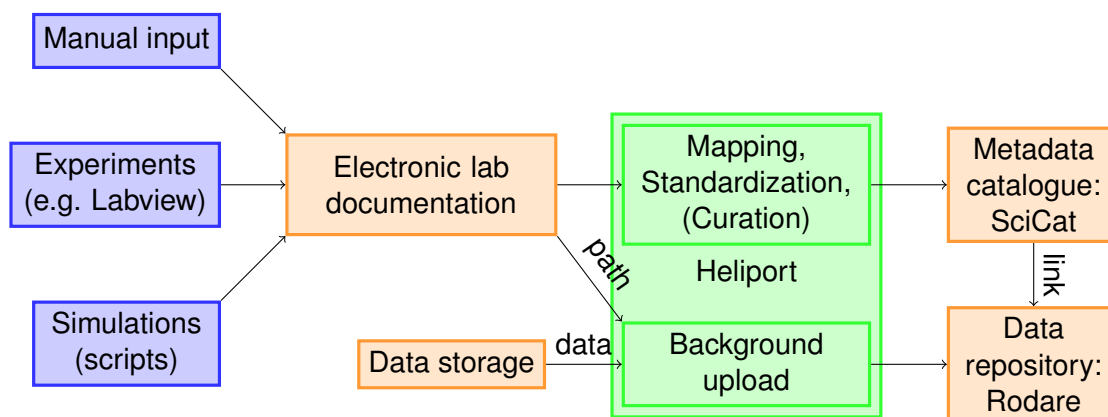 Manual input
Experiments
(e.g. Labview)
Simulations
(scripts)
Electronic lab
documentation
path
Data storage
data
Mapping,
Standardization,
(Curation)
Heliport
Background
upload
Metadata
catalogue:
SciCat
link
Data
repository:
Rodare